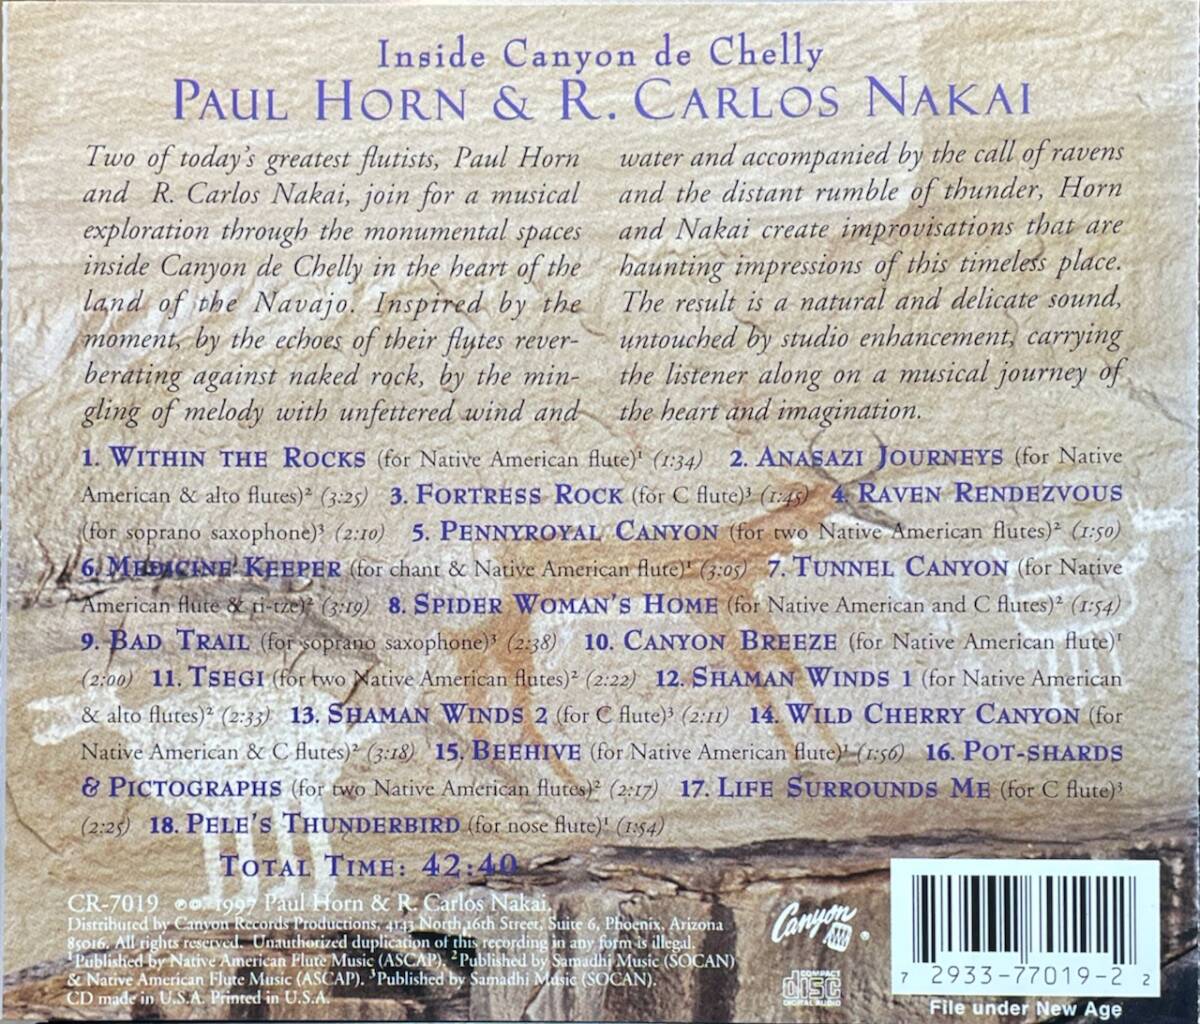 Inside Canyon de Chelly
PAUL HORN & R. CARLOS NAKAI
Two of today's greatest flutists, Paul Horn
and R. Carlos Nakai, join for a musical
exploration through the monumental spaces
inside Canyon de Chelly in the heart of the
land of the Navajo. Inspired by the
moment, by the echoes of their flutes rever-
berating against naked rock, by the min-
gling of melody with unfettered wind and
water and accompanied by the call of ravens
and the distant rumble of thunder, Horn
and Nakai create improvisations that are
haunting impressions of this timeless place.
The result is a natural and delicate sound,
untouched by studio enhancement, carrying
the listener along on a musical journey of
the heart and imagination.
1. WITHIN THE ROCKS (for Native American flute)¹ (1:34) 2. ANASAZI JOURNEYS (for Native
American & alto flutes)² (3:25) 3. FORTRESS ROCK (for C flute)³ (1:45) 4. RAVEN RENDEZVOUS
(for soprano saxophone)³ (2:10) 5. PENNYROYAL CANYON (for two Native American flutes)² (1:50)
6. MEDICINE KEEPER (for chant & Native American flute)¹ (3:05) 7. TUNNEL CANYON (for Native
American flute & ti-tze)² (3:19) 8. SPIDER WOMAN'S HOME (for Native American and C flutes)² (1:54)
9. BAD TRAIL (for soprano saxophone)³ (2:38) 10. CANYON BREEZE (for Native American flute)¹
(2:00) 11. TSEGI (for two Native American flutes)² (2:22) 12. SHAMAN WINDS 1 (for Native American
& alto flutes)² (2:33) 13. SHAMAN WINDS 2 (for C flute)³ (2:11) 14. WILD CHERRY CANYON (for
Native American & C flutes)² (3:18) 15. BEEHIVE (for Native American flute)¹ (1:56) 16. POT-SHARDS
& PICTOGRAPHS (for two Native American flutes)² (2:17) 17. LIFE SURROUNDS ME (for C flute)³
(2:25) 18. PELE'S THUNDERBIRD (for nose flute)¹ (1:54)
TOTAL TIME: 42:40
CR-7019 ℗© 1997 Paul Horn & R. Carlos Nakai.
Distributed by Canyon Records Productions, 4143 North 16th Street, Suite 6, Phoenix, Arizona
85016. All rights reserved. Unauthorized duplication of this recording in any form is illegal.
¹Published by Native American Flute Music (ASCAP). ²Published by Samadhi Music (SOCAN)
& Native American Flute Music (ASCAP). ³Published by Samadhi Music (SOCAN).
CD made in U.S.A. Printed in U.S.A.
Canyon ®
COMPACT
disc
DIGITAL AUDIO
7 2933-77019-2 2
File under New Age